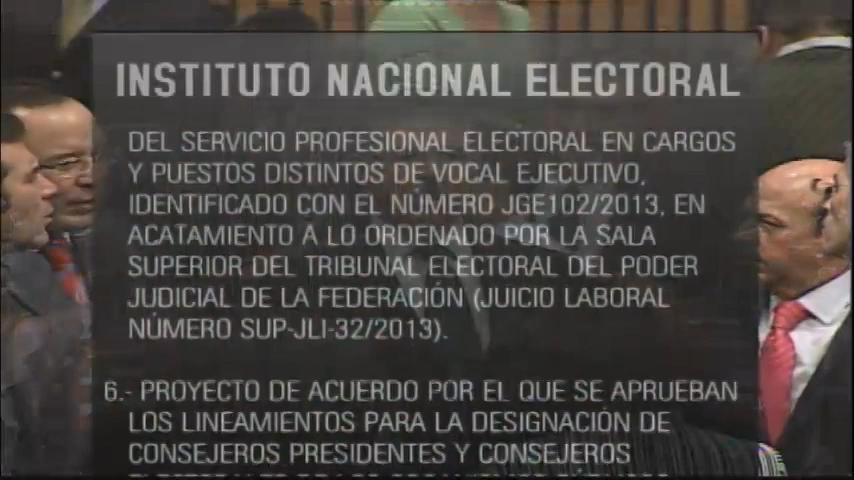 INSTITUTO NACIONAL ELECTORAL
DEL SERVICIO PROFESIONAL ELECTORAL EN CARGOS
Y PUESTOS DISTINTOS DE VOCAL EJECUTIVO,
IDENTIFICADO CON EL NÚMERO JGE102/2013, EN
ACATAMIENTO A LO ORDENADO POR LA SALA
SUPERIOR DEL TRIBUNAL ELECTORAL DEL PODER
JUDICIAL DE LA FEDERACIÓN (JUICIO LABORAL
NÚMERO SUP-JLI-32/2013).
6.- PROYECTO DE ACUERDO POR EL QUE SE APRUEBAN
LOS LINEAMIENTOS PARA LA DESIGNACIÓN DE
CONSEJEROS PRESIDENTES Y CONSEJEROS